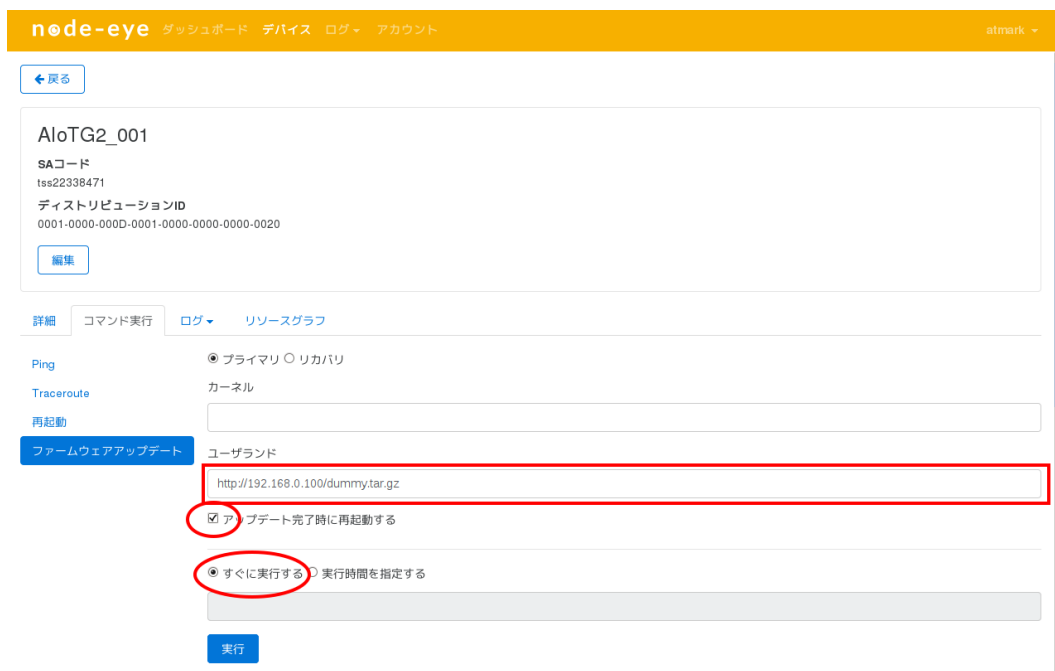 node-eye ダッシュボード デバイス ログ アカウント atmark
戻る
AIoTG2_001
SAコード
tss22338471
ディストリビューションID
0001-0000-000D-0001-0000-0000-0000-0020
編集
詳細 コマンド実行 ログ リソースグラフ
Ping
Traceroute
再起動
ファームウェアアップデート
プライマリ リカバリ
カーネル
ユーザランド
http://192.168.0.100/dummy.tar.gz
アップデート完了時に再起動する
すぐに実行する 実行時間を指定する
実行